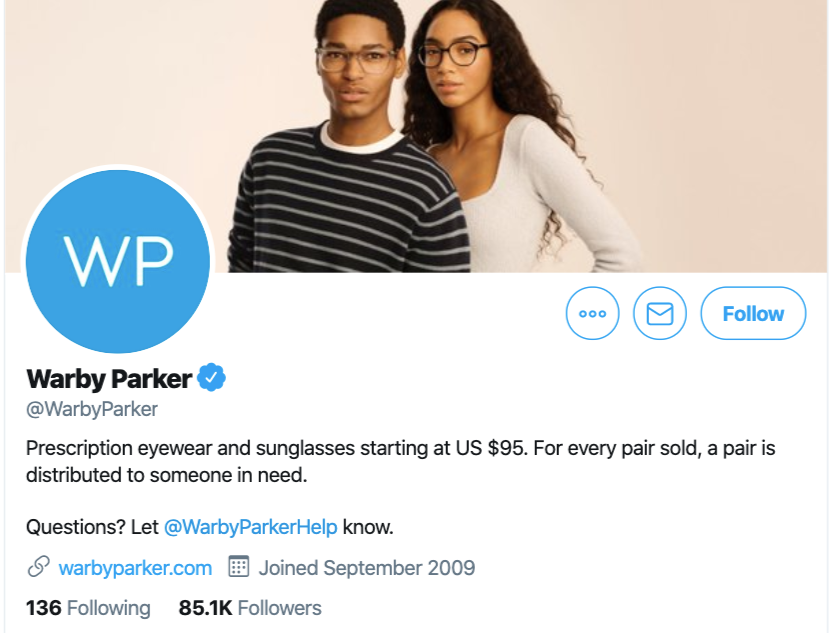 WP
Follow
Warby Parker
@WarbyParker
Prescription eyewear and sunglasses starting at US $95. For every pair sold, a pair is
distributed to someone in need.
Questions? Let @WarbyParkerHelp know.
warbyparker.com Joined September 2009
136 Following 85.1K Followers